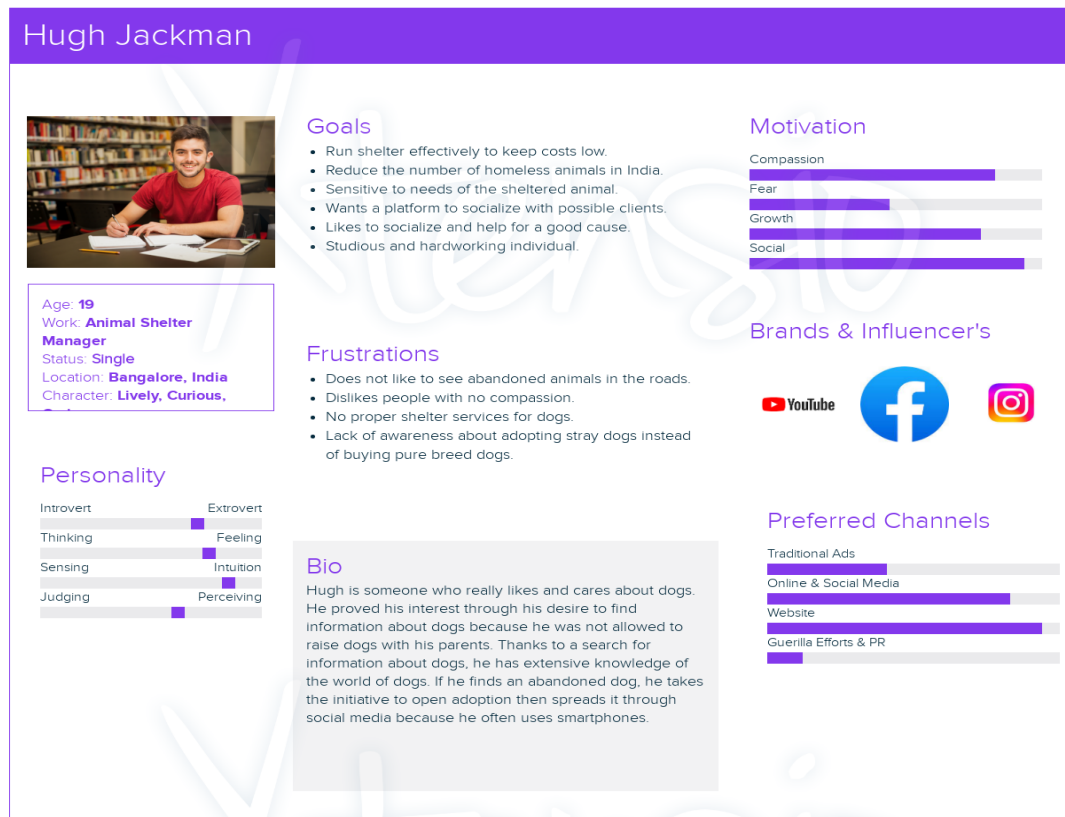 Hugh Jackman
Age: 19
Work: Animal Shelter
Manager
Status: Single
Location: Bangalore, India
Character: Lively, Curious,
Personality
Introvert Extrovert
Thinking Feeling
Sensing Intuition
Judging Perceiving
Goals
• Run shelter effectively to keep costs low.
• Reduce the number of homeless animals in India.
• Sensitive to needs of the sheltered animal.
• Wants a platform to socialize with possible clients.
• Likes to socialize and help for a good cause.
• Studious and hardworking individual.
Frustrations
• Does not like to see abandoned animals in the roads.
• Dislikes people with no compassion.
• No proper shelter services for dogs.
• Lack of awareness about adopting stray dogs instead
of buying pure breed dogs.
Bio
Hugh is someone who really likes and cares about dogs.
He proved his interest through his desire to find
information about dogs because he was not allowed to
raise dogs with his parents. Thanks to a search for
information about dogs, he has extensive knowledge of
the world of dogs. If he finds an abandoned dog, he takes
the initiative to open adoption then spreads it through
social media because he often uses smartphones.
Motivation
Compassion
Fear
Growth
Social
Brands & Influencer's
YouTube
Preferred Channels
Traditional Ads
Online & Social Media
Website
Guerilla Efforts & PR
Xtensio